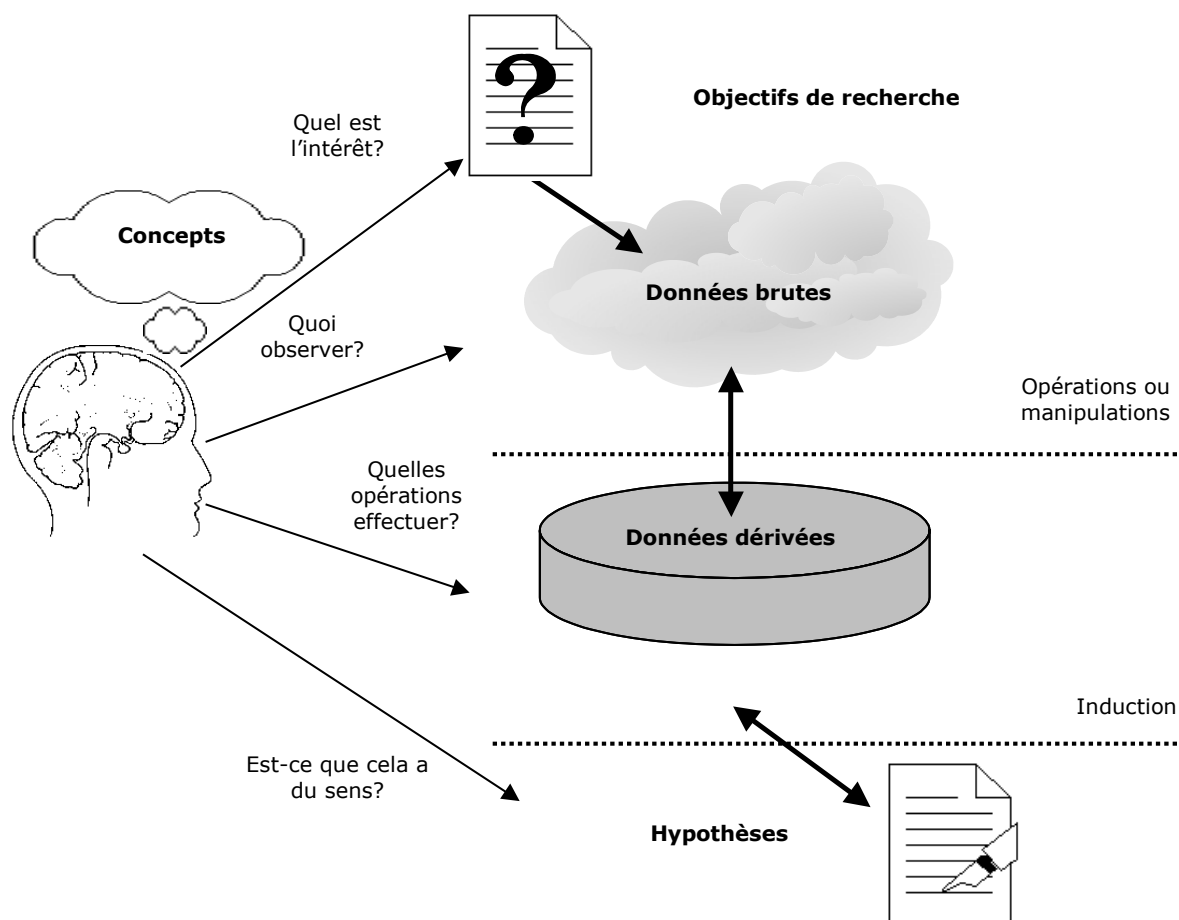 ?
Objectifs de recherche
Quel est
l’intérêt?
Concepts
Données brutes
Quoi
observer?
Opérations ou
manipulations
Quelles
opérations
effectuer?
Données dérivées
Induction
Est-ce que cela a
du sens?
Hypothèses